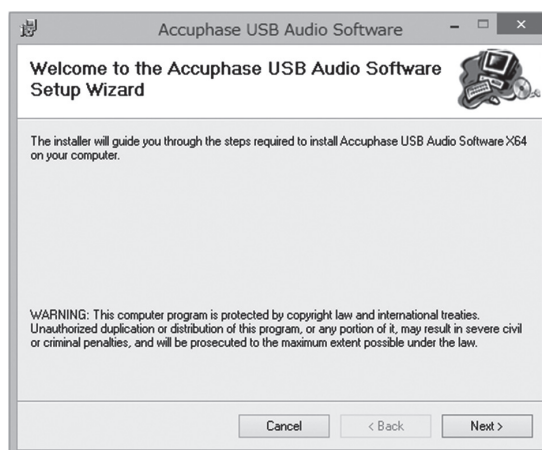 Accuphase USB Audio Software
Welcome to the Accuphase USB Audio Software
Setup Wizard
The installer will guide you through the steps required to install Accuphase USB Audio Software X64
on your computer.
WARNING: This computer program is protected by copyright law and international treaties.
Unauthorized duplication or distribution of this program, or any portion of it, may result in severe civil
or criminal penalties, and will be prosecuted to the maximum extent possible under the law.
Cancel
< Back
Next >